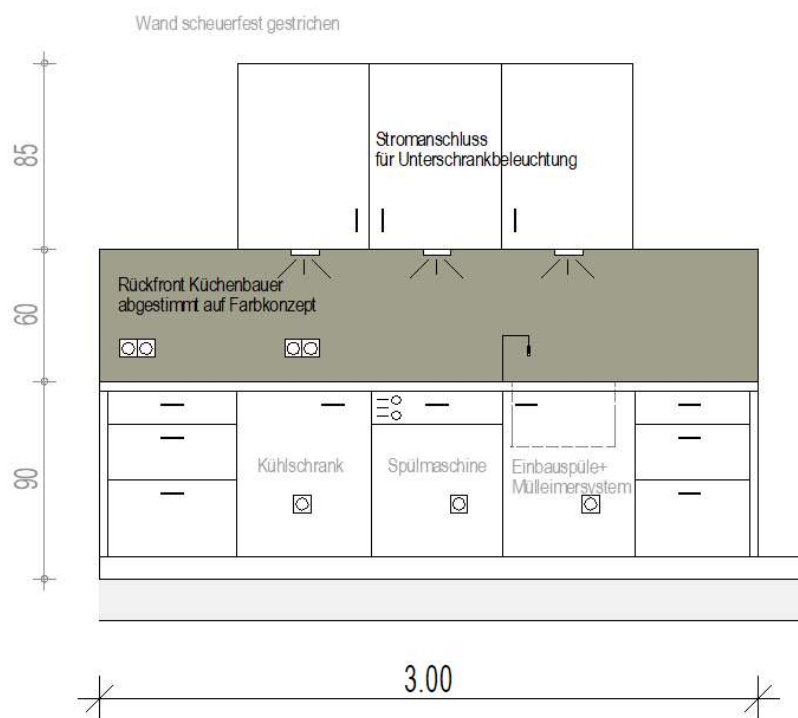 Wand scheuerfest gestrichen
85
Stromanschluss
für Unterschrankbeleuchtung
60
Rückfront Küchenbauer
abgestimmt auf Farbkonzept
90
Kühlschrank
Spülmaschine
Einbauspüle+
Mülleimersystem
3.00